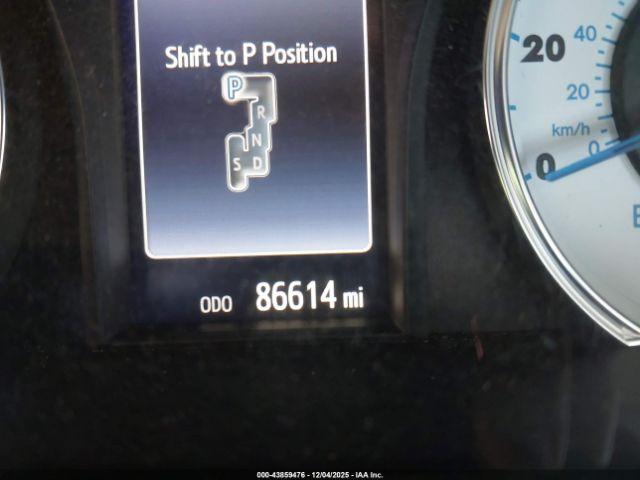 Shift to P Position
P
R
N
S D
ODO 86614 mi
20
40
20
km/h
0
0
000-43859476 - 12/04/2025 - IAA Inc.